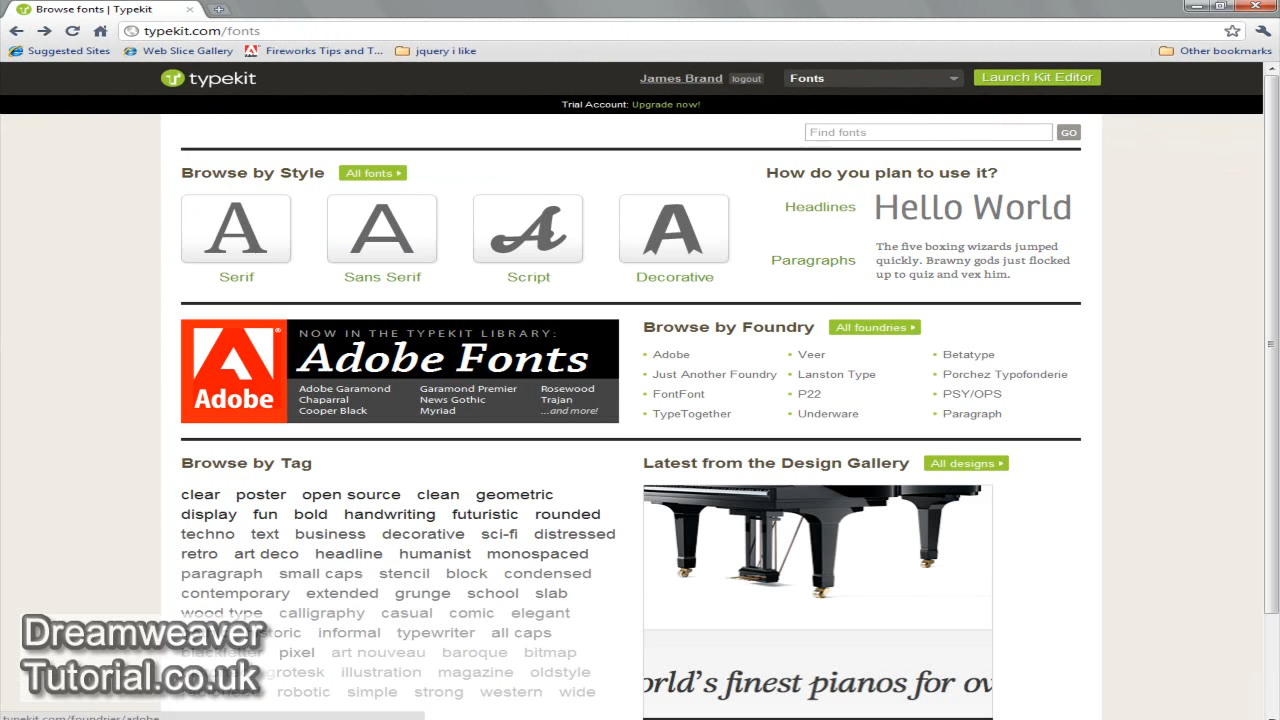 Browse fonts | Typekit
typekit.com/fonts
Suggested Sites Web Slice Gallery Fireworks Tips and T... jquery i like Other bookmarks
typekit James Brand logout Fonts Launch Kit Editor
Trial Account: Upgrade now!
Find fonts GO
Browse by Style All fonts
How do you plan to use it?
A A A A
Serif Sans Serif Script Decorative
Headlines Hello World
Paragraphs
The five boxing wizards jumped
quickly. Brawny gods just flocked
up to quiz and vex him.
NOW IN THE TYPEKIT LIBRARY:
Adobe Fonts
Adobe
Adobe Garamond Garamond Premier Rosewood
Chaparral News Gothic Trajan
Cooper Black Myriad ...and more!
Browse by Foundry All foundries
Adobe Veer Betatype
Just Another Foundry Lanston Type Porchez Typofonderie
FontFont P22 PSY/OPS
TypeTogether Underware Paragraph
Browse by Tag
clear poster open source clean geometric
display fun bold handwriting futuristic rounded
techno text business decorative sci-fi distressed
retro art deco headline humanist monospaced
paragraph small caps stencil block condensed
contemporary extended grunge school slab
wood type calligraphy casual comic elegant
informal typewriter all caps
blackletter pixel art nouveau baroque bitmap
illustration magazine oldstyle
robotic simple strong western wide
Latest from the Design Gallery All designs
orld's finest pianos for ov
Dreamweaver
Tutorial.co.uk
typekit.com/foundries/adobe